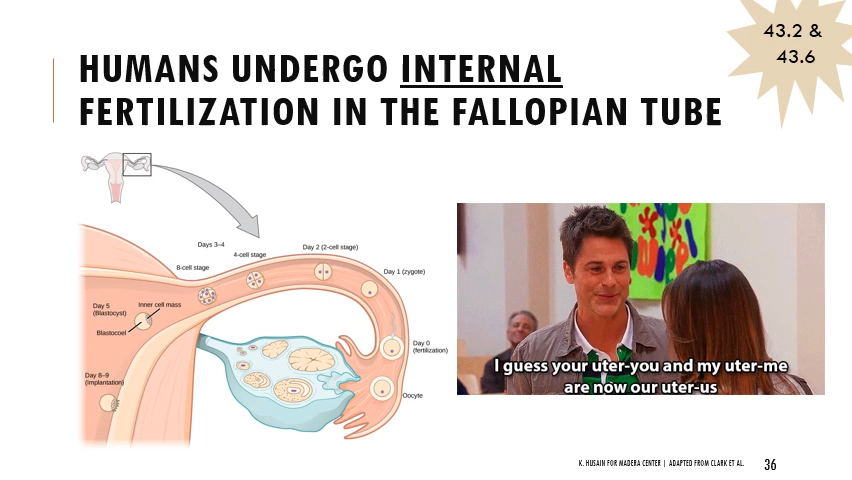 43.2 &
43.6
HUMANS UNDERGO INTERNAL
FERTILIZATION IN THE FALLOPIAN TUBE
Days 3–4
Day 2 (2-cell stage)
4-cell stage
8-cell stage
Day 1 (zygote)
Day 5
(Blastocyst)
Inner cell mass
Blastocoel
Day 0
(fertilization)
Day 8–9
(Implantation)
Oocyte
I guess your uter-you and my uter-me
are now our uter-us
K. HUSAIN FOR MADERA CENTER | ADAPTED FROM CLARK ET AL.
36